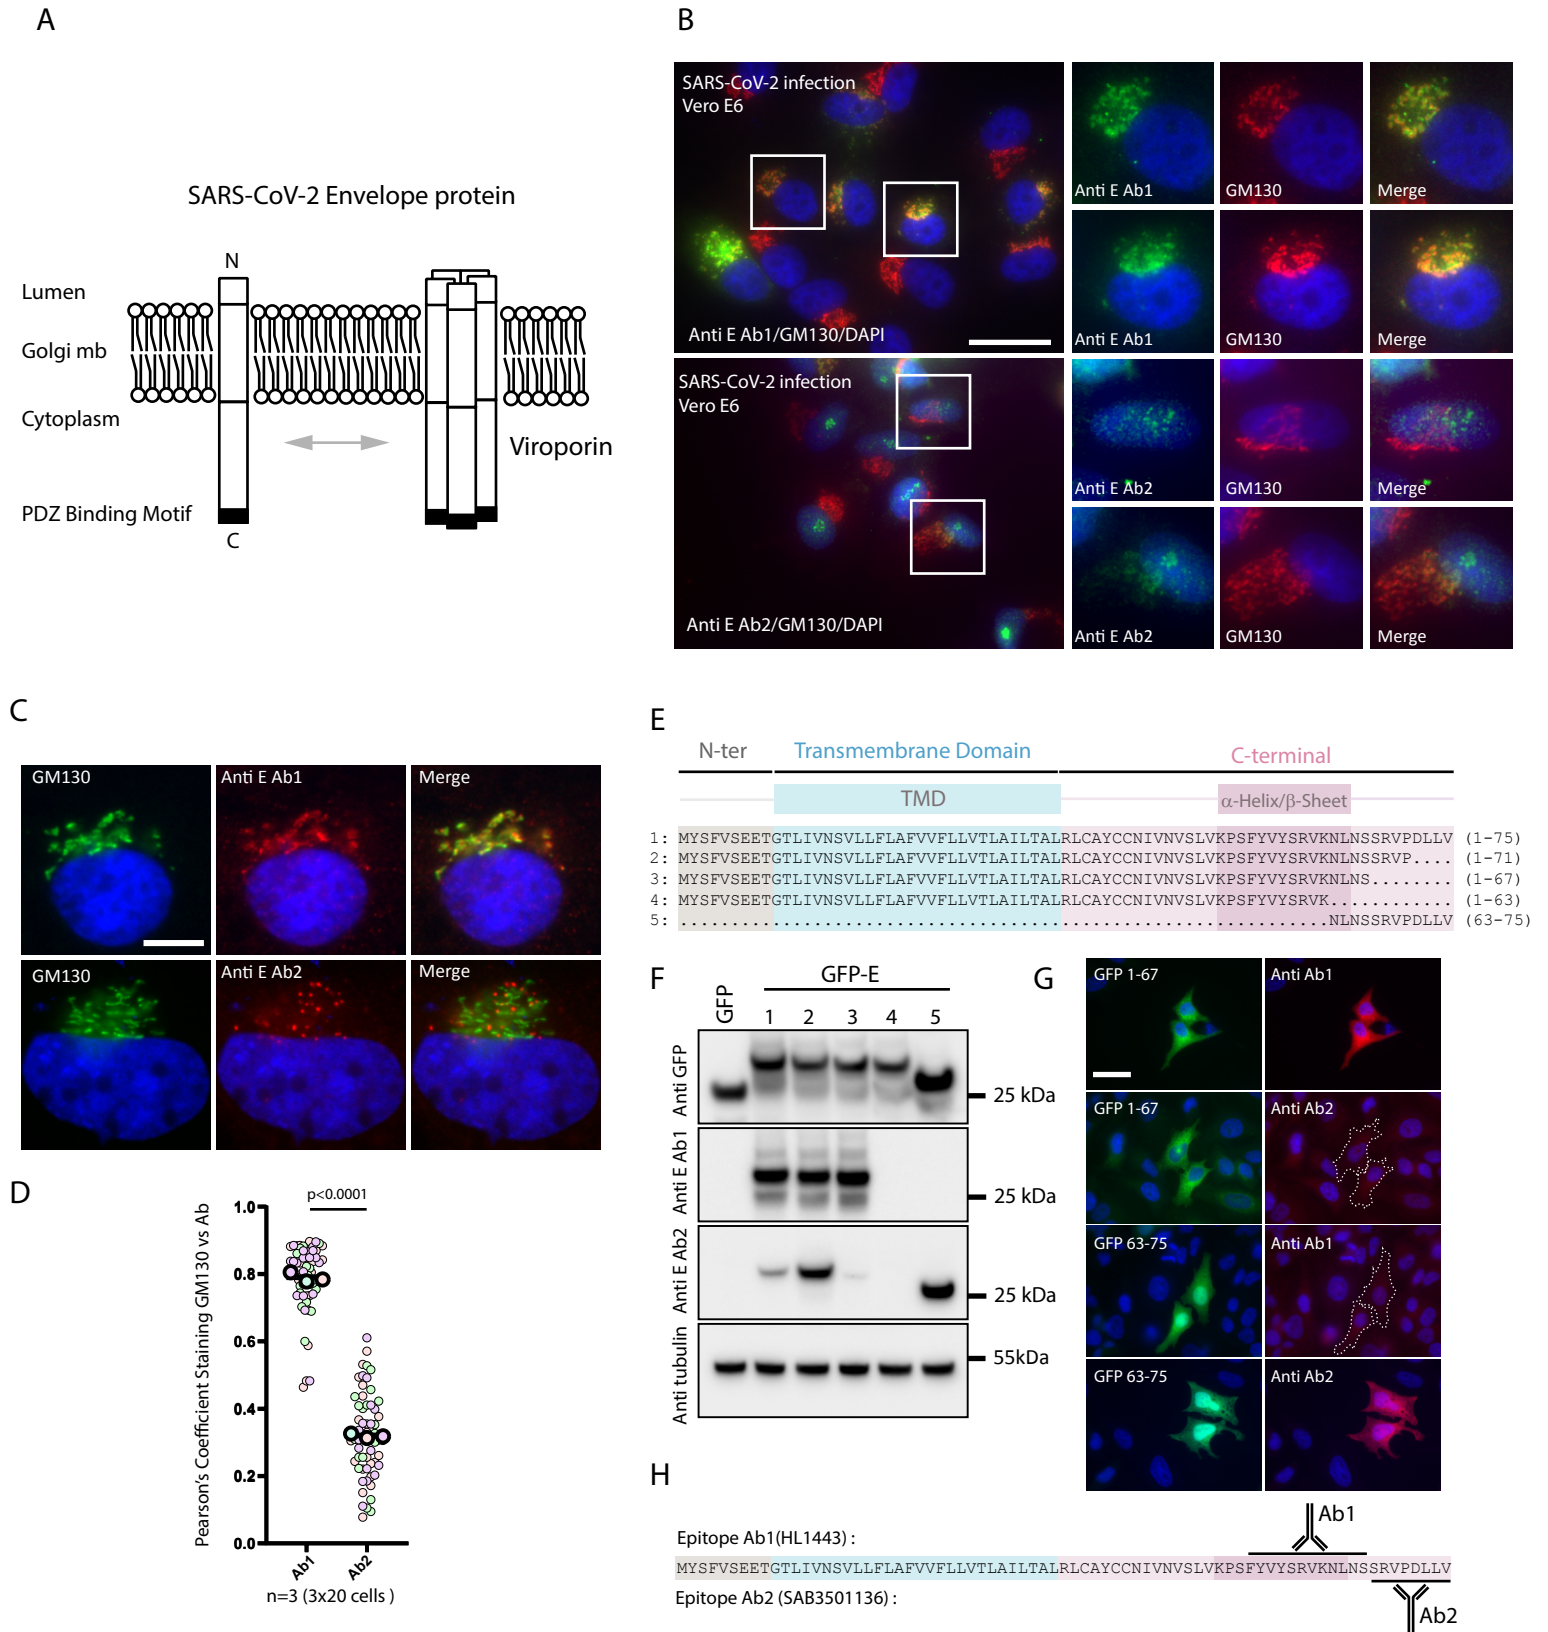 A
SARS-CoV-2 Envelope protein
N
Lumen
Golgi mb
Cytoplasm
Viroporin
PDZ Binding Motif
C
B
SARS-CoV-2 infection
Vero E6
Anti E Ab1/GM130/DAPI
Anti E Ab1
GM130
Merge
Anti E Ab1
GM130
Merge
SARS-CoV-2 infection
Vero E6
Anti E Ab2/GM130/DAPI
Anti E Ab2
GM130
Merge
Anti E Ab2
GM130
Merge
C
GM130
Anti E Ab1
Merge
GM130
Anti E Ab2
Merge
D
p<0.0001
Pearson's Coefficient Staining GM130 vs Ab
1.0
0.8
0.6
0.4
0.2
0.0
Ab1
Ab2
n=3 (3x20 cells )
E
N-ter
Transmembrane Domain
C-terminal
TMD
α-Helix/β-Sheet
1: MYSFVSEETGTLIVNSVLLFLAFVVFLLVTLAILTALRLCAYCCNIVNVSLVKPSFYVYSRVKNLNSSRVPDLLV (1-75)
2: MYSFVSEETGTLIVNSVLLFLAFVVFLLVTLAILTALRLCAYCCNIVNVSLVKPSFYVYSRVKNLNSSRVP.... (1-71)
3: MYSFVSEETGTLIVNSVLLFLAFVVFLLVTLAILTALRLCAYCCNIVNVSLVKPSFYVYSRVKNLNS........ (1-67)
4: MYSFVSEETGTLIVNSVLLFLAFVVFLLVTLAILTALRLCAYCCNIVNVSLVKPSFYVYSRVK............ (1-63)
5: ...............................................................NLNSSRVPDLLV (63-75)
F
GFP
GFP-E
1 2 3 4 5
Anti GFP
25 kDa
Anti E Ab1
25 kDa
Anti E Ab2
25 kDa
Anti tubulin
55kDa
G
GFP 1-67
Anti Ab1
GFP 1-67
Anti Ab2
GFP 63-75
Anti Ab1
GFP 63-75
Anti Ab2
H
Ab1
Epitope Ab1(HL1443) :
MYSFVSEETGTLIVNSVLLFLAFVVFLLVTLAILTALRLCAYCCNIVNVSLVKPSFYVYSRVKNLNSSRVPDLLV
Epitope Ab2 (SAB3501136) :
Ab2